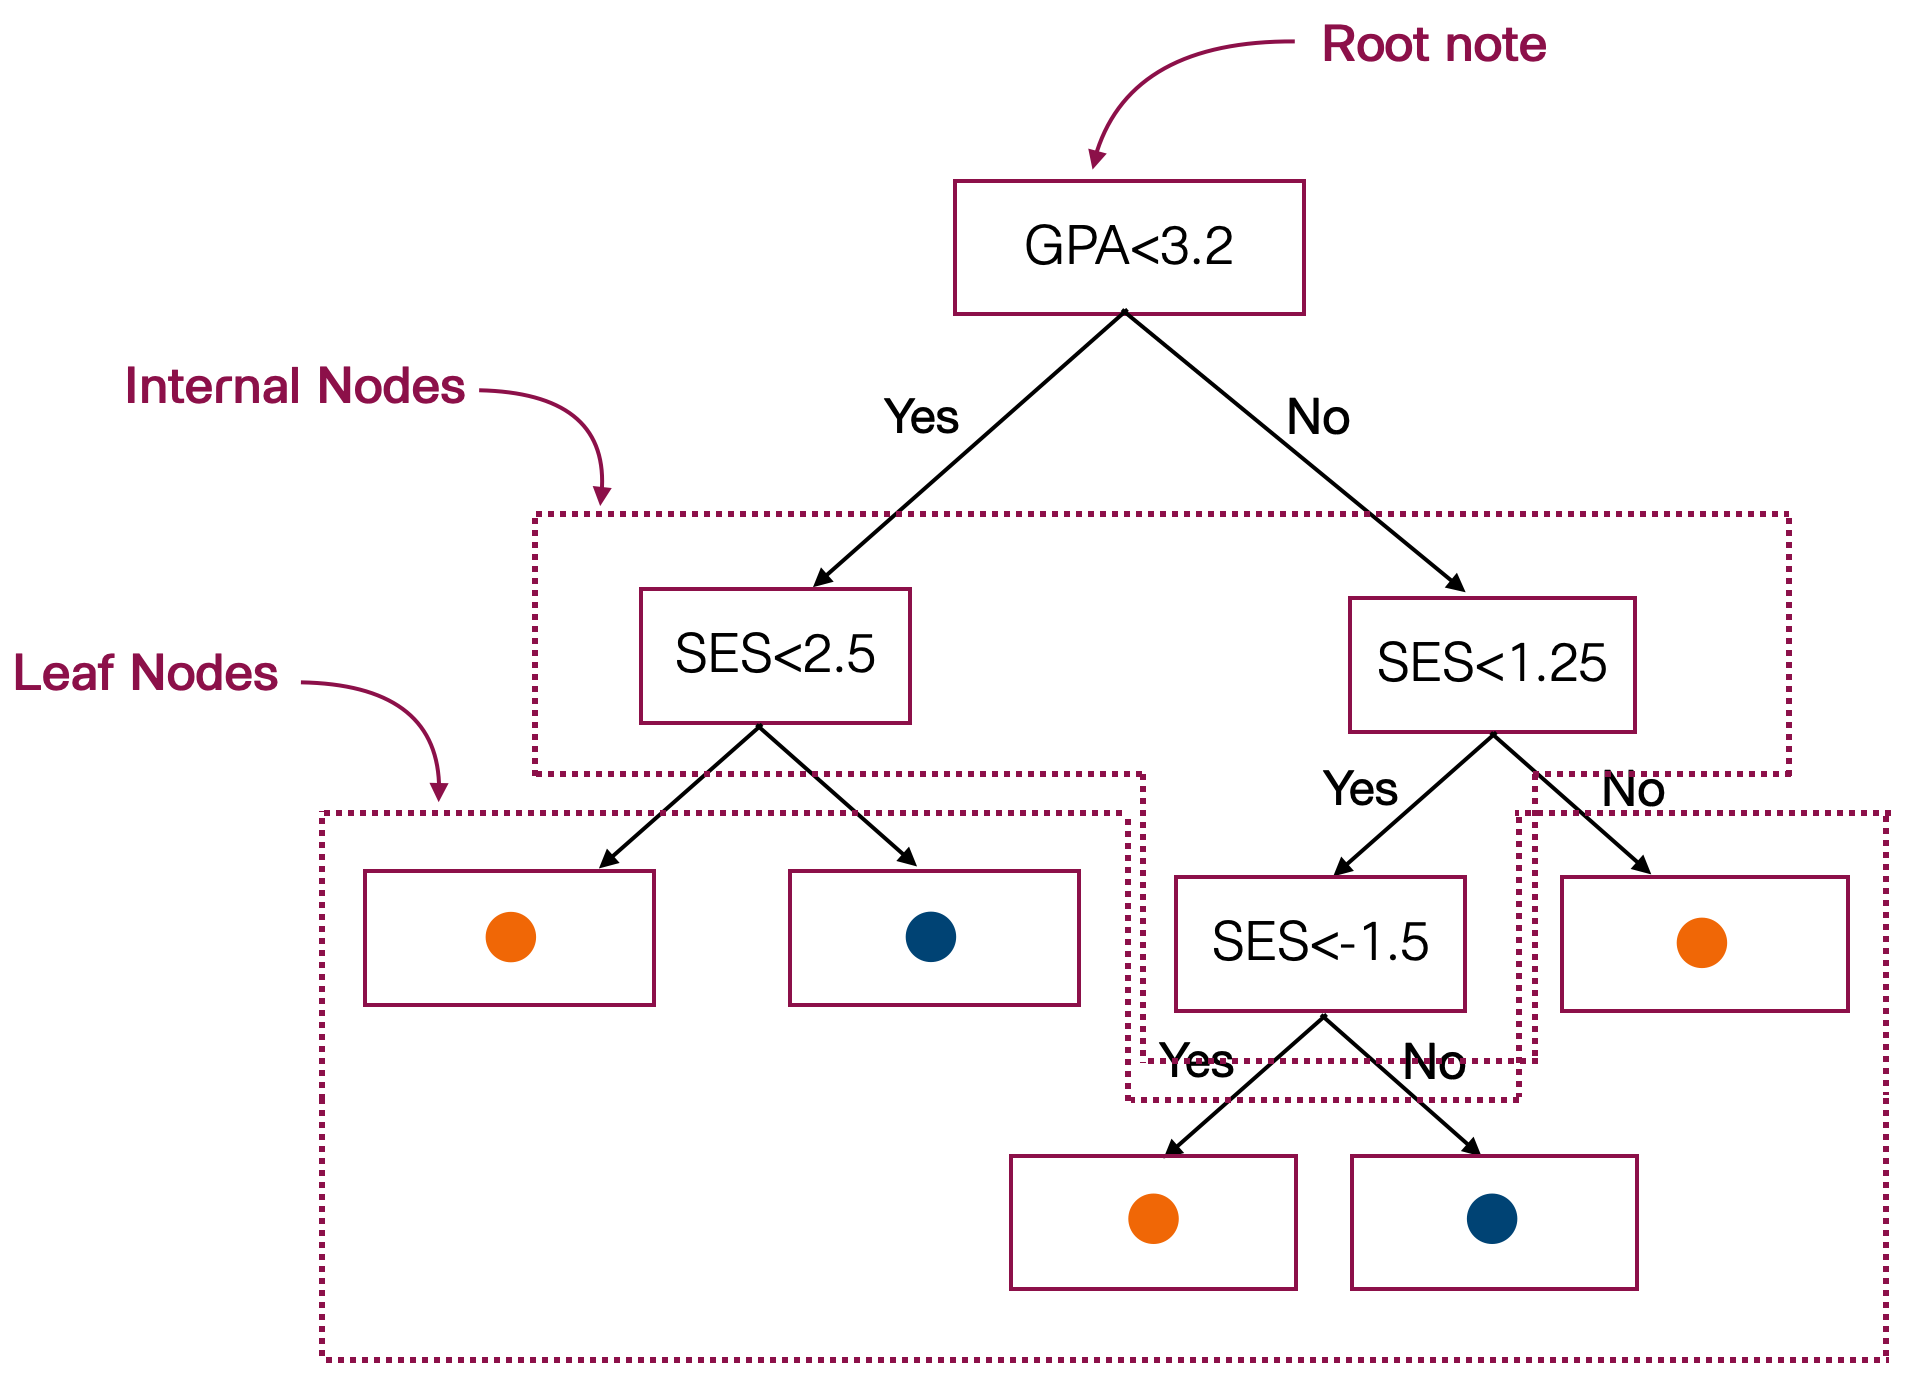 Root note
GPA<3.2
Internal Nodes
Yes
No
SES<2.5
SES<1.25
Leaf Nodes
Yes
No
SES<-1.5
Yes
No